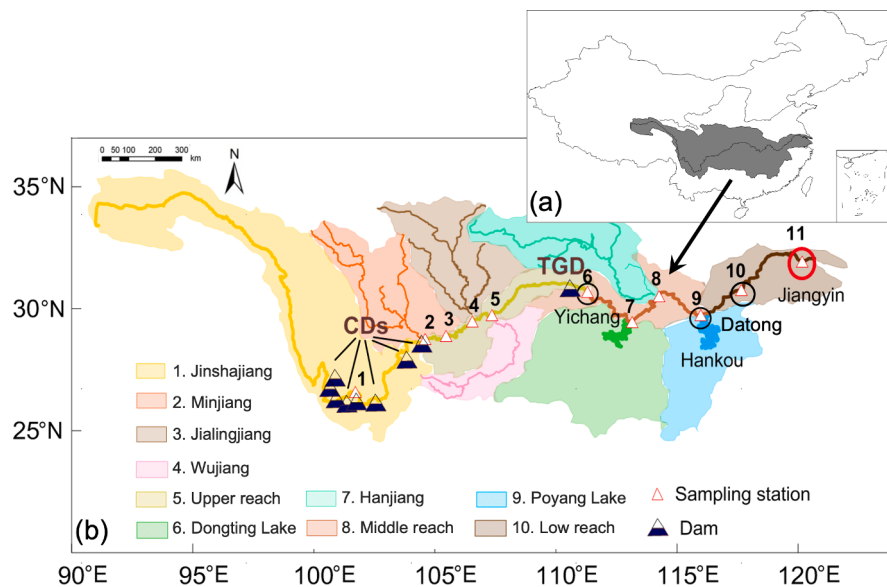 (a)
0 50 100 200 300
km
N
35°N
30°N
25°N
CDs
TGD
1
2
3
4
5
6
7
8
9
10
11
Yichang
Jiangyin
Datong
Hankou
1. Jinshajiang
2. Minjiang
3. Jialingjiang
4. Wujiang
5. Upper reach
6. Dongting Lake
7. Hanjiang
8. Middle reach
9. Poyang Lake
10. Low reach
Sampling station
Dam
(b)
90°E 95°E 100°E 105°E 110°E 115°E 120°E